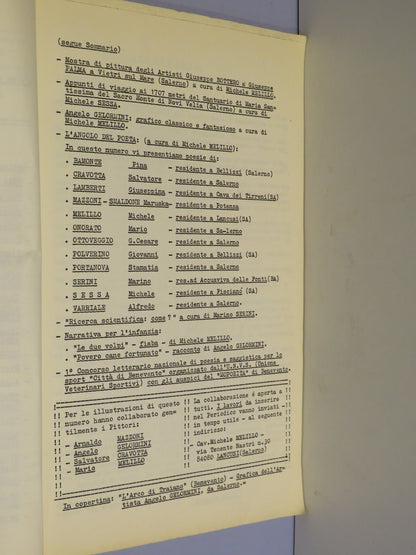 (segue Sommario)
- Mostra di pittura degli Artisti Giuseppe BOTTERO e Giuseppe
PALMA a Vietri sul Mare (Salerno) a cura di Michele MELILLO.
- Appunti di viaggio ai 1707 metri del Santuario di Maria San-
tissima del Sacro Monte di Novi Velia (Salerno) a cura di
Michele SESSA.
- Angelo GELORMINI: grafico classico e fantasioso a cura di
Michele MELILLO.
- L'ANGOLO DEL POETA: (a cura di Michele MELILLO):
In questo numero vi presentiamo poesie di:
. BAMONTE Pina - residente a Bellizzi (Salerno)
. CRAVOTTA Salvatore - residente a Salerno
. LAMBERTI Giuseppina - residente a Cava dei Tirreni(SA)
. MAZZONI- SMALDONE Maruska- residente a Potenza
. MELILLO Michele - residente a Lancusi(SA)
. ONORATO Mario - residente a Sa-lerno
. OTTOVEGGIO G.Cesare - residente a Salerno
. POLVERINO Giovanni - residente a Bellizzi(SA)
. PORTANOVA Stamatia - residente a Salerno
. SERINI Marino - res.ad Acquaviva delle Fonti(BA)
. S E S S A Michele - residente a Fisciano(SA)
. VARRIALE Alfredo - residente a Salerno.
- "Ricerca scientifica: come?" a cura di Marino SERINI.
- Narrativa per l'infanzia:
. "Le due volpi" - fiaba - di Michele MELILLO.
. "Povero cane fortunato" - racconto di Angelo GELORMINI.
- 1° Concorso letterario nazionale di poesia e saggistica per lo
sport "Città di Benevento" organizzato dall'U.N.V.S. (Unione
Veterinari Sportivi) con gli auspici del "MOPOEITA" di Benevento.
!! Per le illustrazioni di questo !!
!! numero hanno collaborato gen- !!
!! tilmente i Pittori: !!
!! - Arnaldo MAZZONI !!
!! - Angelo GELORMINI !!
!! - Salvatore CRAVOTTA !!
!! - Mario MELILLO !!
!! La collaborazione è aperta a !!
!! tutti. I lavori da inserire !!
!! nel Periodico vanno inviati - !!
!! in tempo utile - al seguente !!
!! indirizzo: !!
!! - Cav.Michele MELILLO - !!
!! via Tenente Nastri n.30 !!
!! 84080 LANCUSI(Salerno) !!
In copertina: "L'Arco di Traiano" (Benevento) - Grafica dell'Ar-
tista Angelo GELORMINI, da Salerno.-